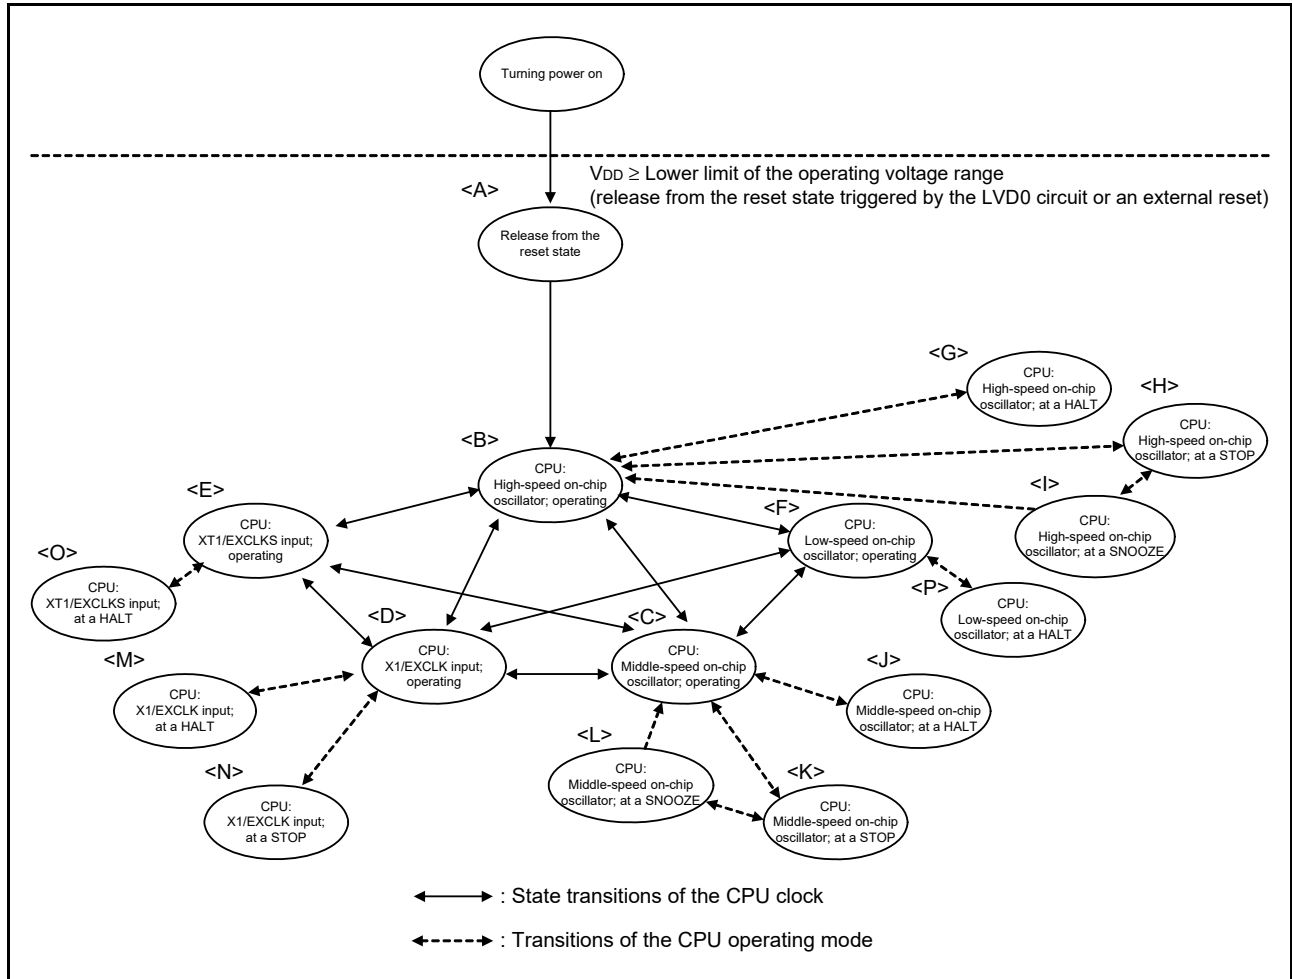 Turning power on
VDD ≥ Lower limit of the operating voltage range
<A>
(release from the reset state triggered by the LVD0 circuit or an external reset)
Release from the
reset state
<G>
CPU:
High-speed on-chip
oscillator; at a HALT
<H>
CPU:
High-speed on-chip
oscillator; at a STOP
<B>
CPU:
High-speed on-chip
oscillator; operating
<I>
CPU:
High-speed on-chip
oscillator; at a SNOOZE
<E>
CPU:
XT1/EXCLKS input;
operating
<F>
CPU:
Low-speed on-chip
oscillator; operating
<O>
CPU:
XT1/EXCLKS input;
at a HALT
<P>
CPU:
Low-speed on-chip
oscillator; at a HALT
<D>
CPU:
X1/EXCLK input;
operating
<C>
CPU:
Middle-speed on-chip
oscillator; operating
<M>
CPU:
X1/EXCLK input;
at a HALT
<J>
CPU:
Middle-speed on-chip
oscillator; at a HALT
<L>
CPU:
Middle-speed on-chip
oscillator; at a SNOOZE
<N>
CPU:
X1/EXCLK input;
at a STOP
<K>
CPU:
Middle-speed on-chip
oscillator; at a STOP
: State transitions of the CPU clock
: Transitions of the CPU operating mode